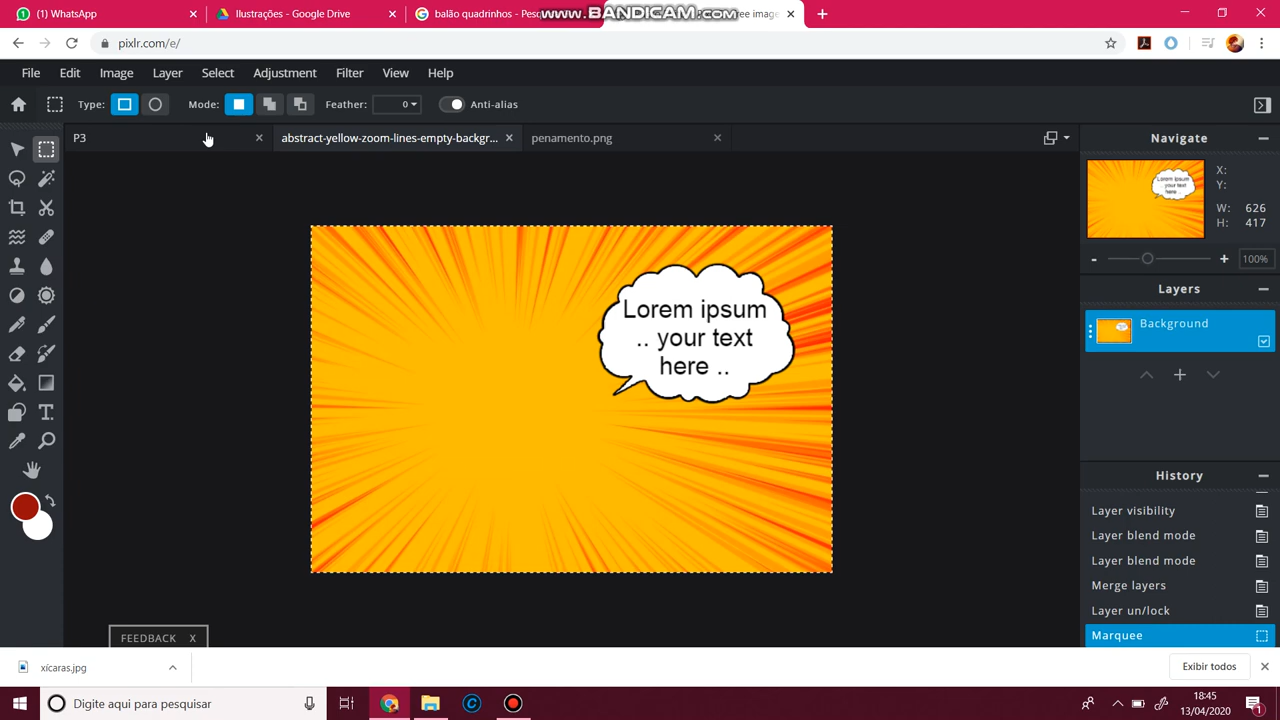 (1) WhatsApp
Ilustrações - Google Drive
balão quadrinhos - Pesq
www.BANDICAM.com
ree image
pixlr.com/e/
File Edit Image Layer Select Adjustment Filter View Help
Type: Mode: Feather: 0 Anti-alias
P3
abstract-yellow-zoom-lines-empty-backgr...
penamento.png
Navigate
X:
Y:
W: 626
H: 417
- + 100%
Layers
Background
Lorem ipsum
.. your text
here ..
History
Layer visibility
Layer blend mode
Layer blend mode
Merge layers
Layer un/lock
Marquee
FEEDBACK X
xícaras.jpg
Exibir todos
Digite aqui para pesquisar
18:45
13/04/2020
1